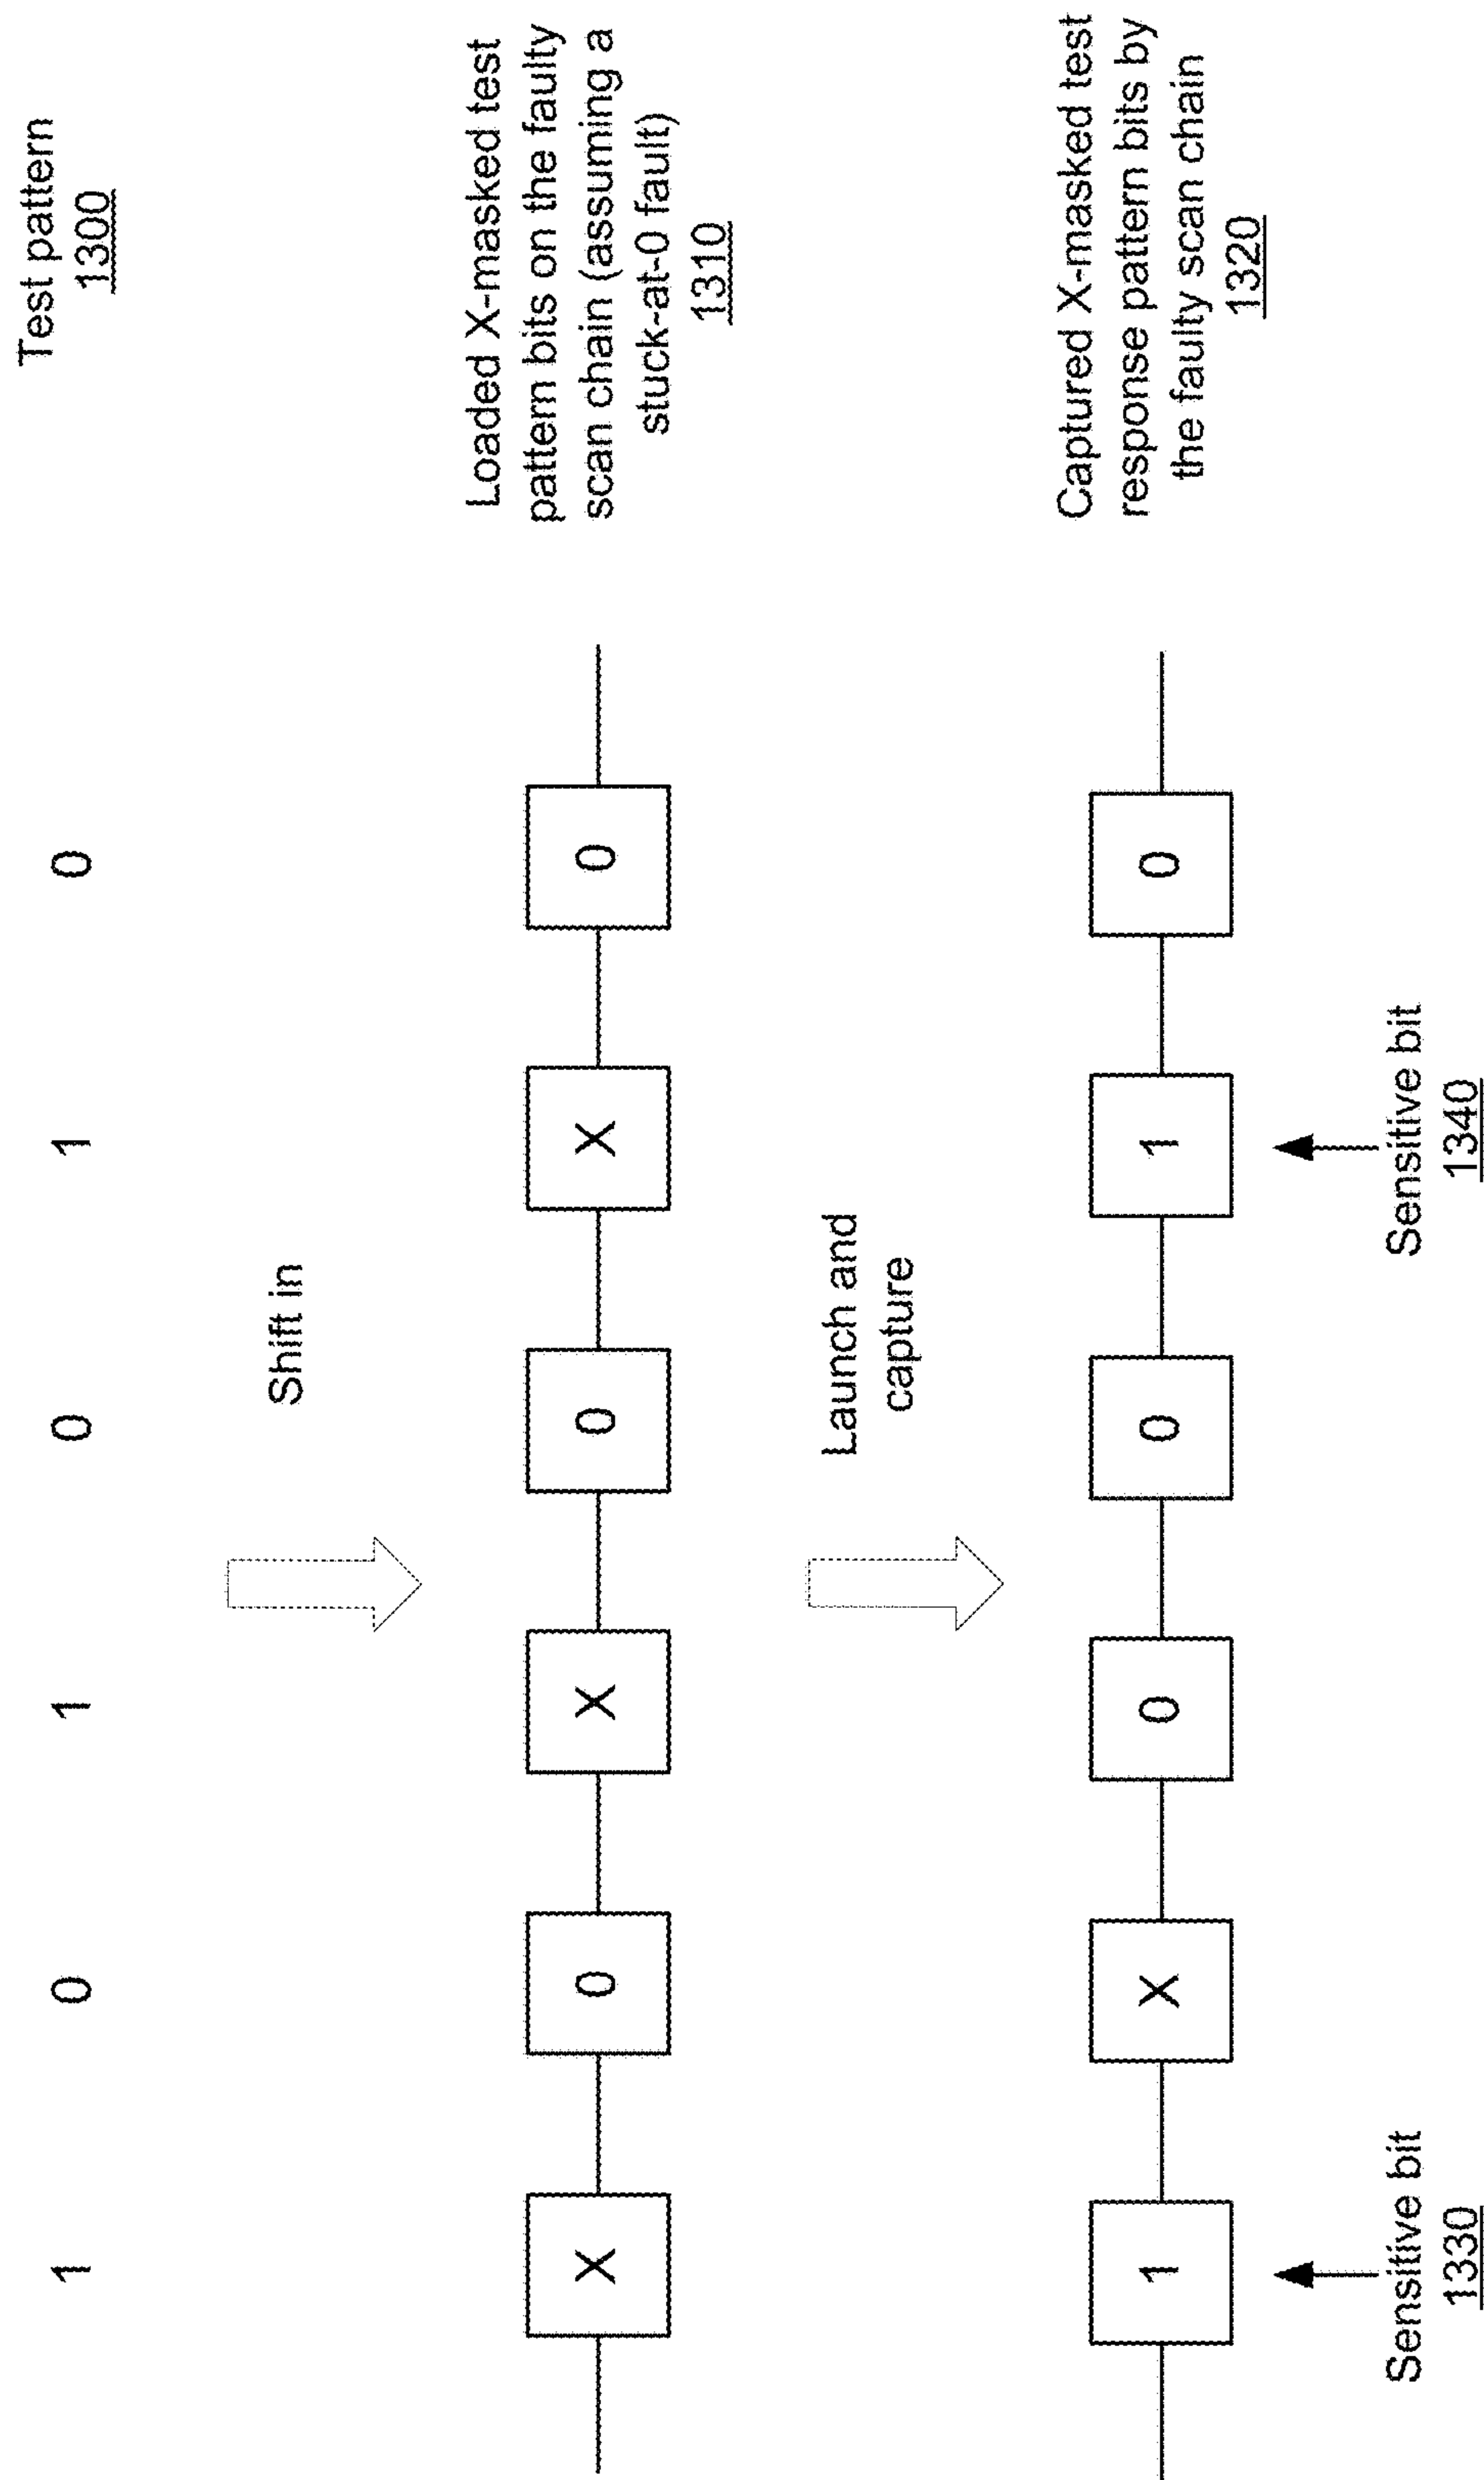 1 0 1 0 1 0
Test pattern
1300
Shift in
X 0 X 0 X 0
Loaded X-masked test
pattern bits on the faulty
scan chain (assuming a
stuck-at-0 fault)
1310
Launch and
capture
1 X 0 0 1 0
Captured X-masked test
response pattern bits by
the faulty scan chain
1320
Sensitive bit
1330
Sensitive bit
1340